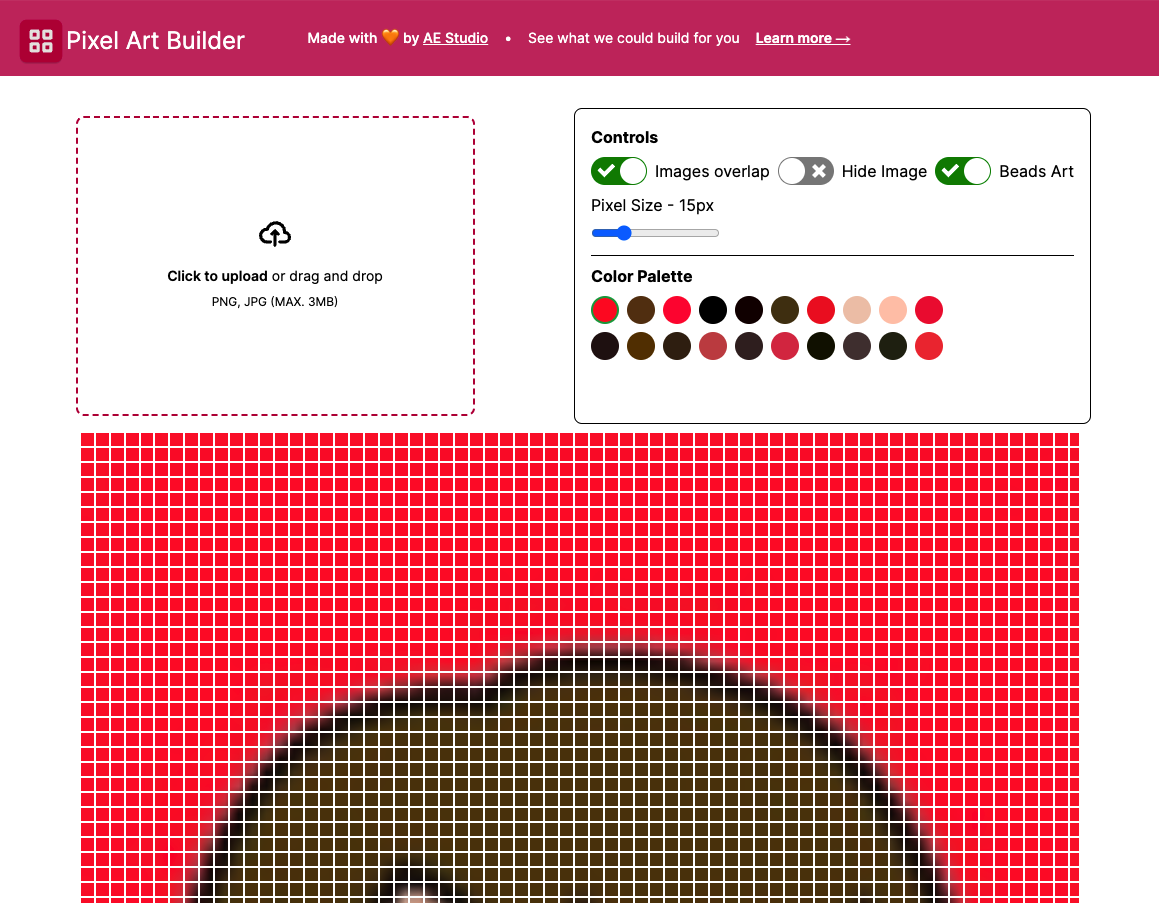 Pixel Art Builder
Made with 🧡 by AE Studio • See what we could build for you Learn more →
Click to upload or drag and drop
PNG, JPG (MAX. 3MB)
Controls
Images overlap Hide Image Beads Art
Pixel Size - 15px
Color Palette